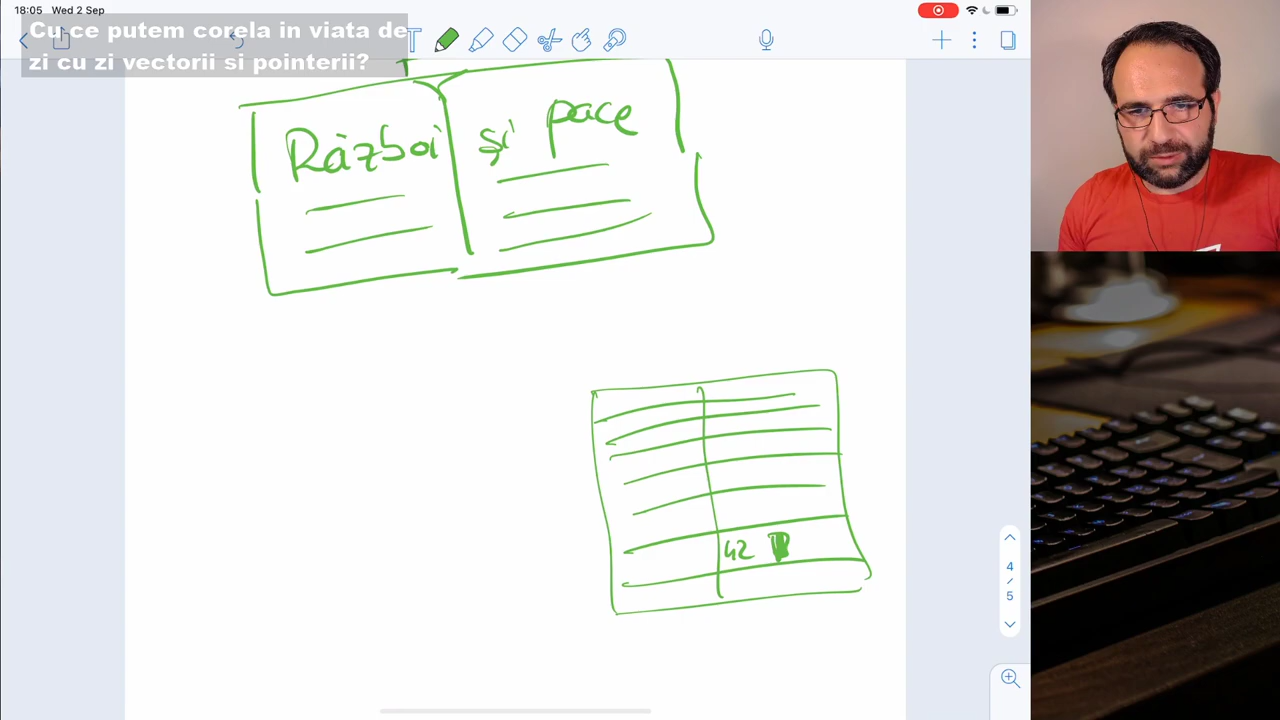 18:05 Wed 2 Sep
Cu ce putem corela in viata de
zi cu zi vectorii si pointerii?
T
Război și pace
42
4
/
5